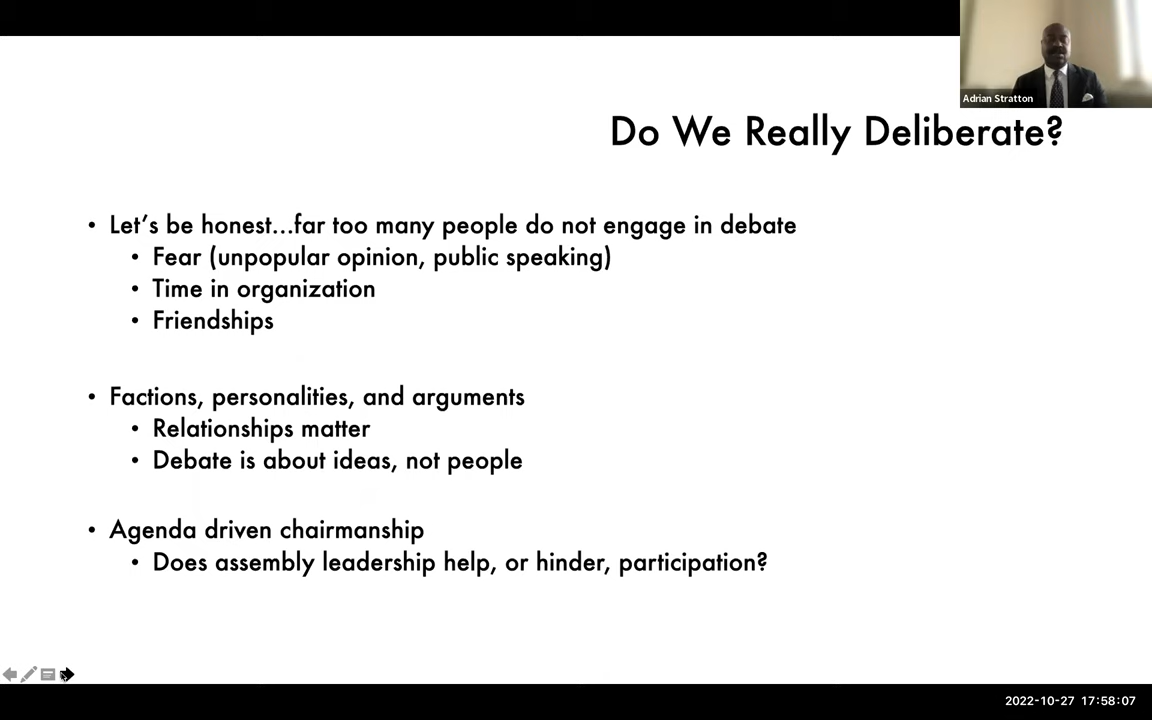 Adrian Stratton
Do We Really Deliberate?
• Let’s be honest...far too many people do not engage in debate
• Fear (unpopular opinion, public speaking)
• Time in organization
• Friendships
• Factions, personalities, and arguments
• Relationships matter
• Debate is about ideas, not people
• Agenda driven chairmanship
• Does assembly leadership help, or hinder, participation?
2022-10-27 17:58:07